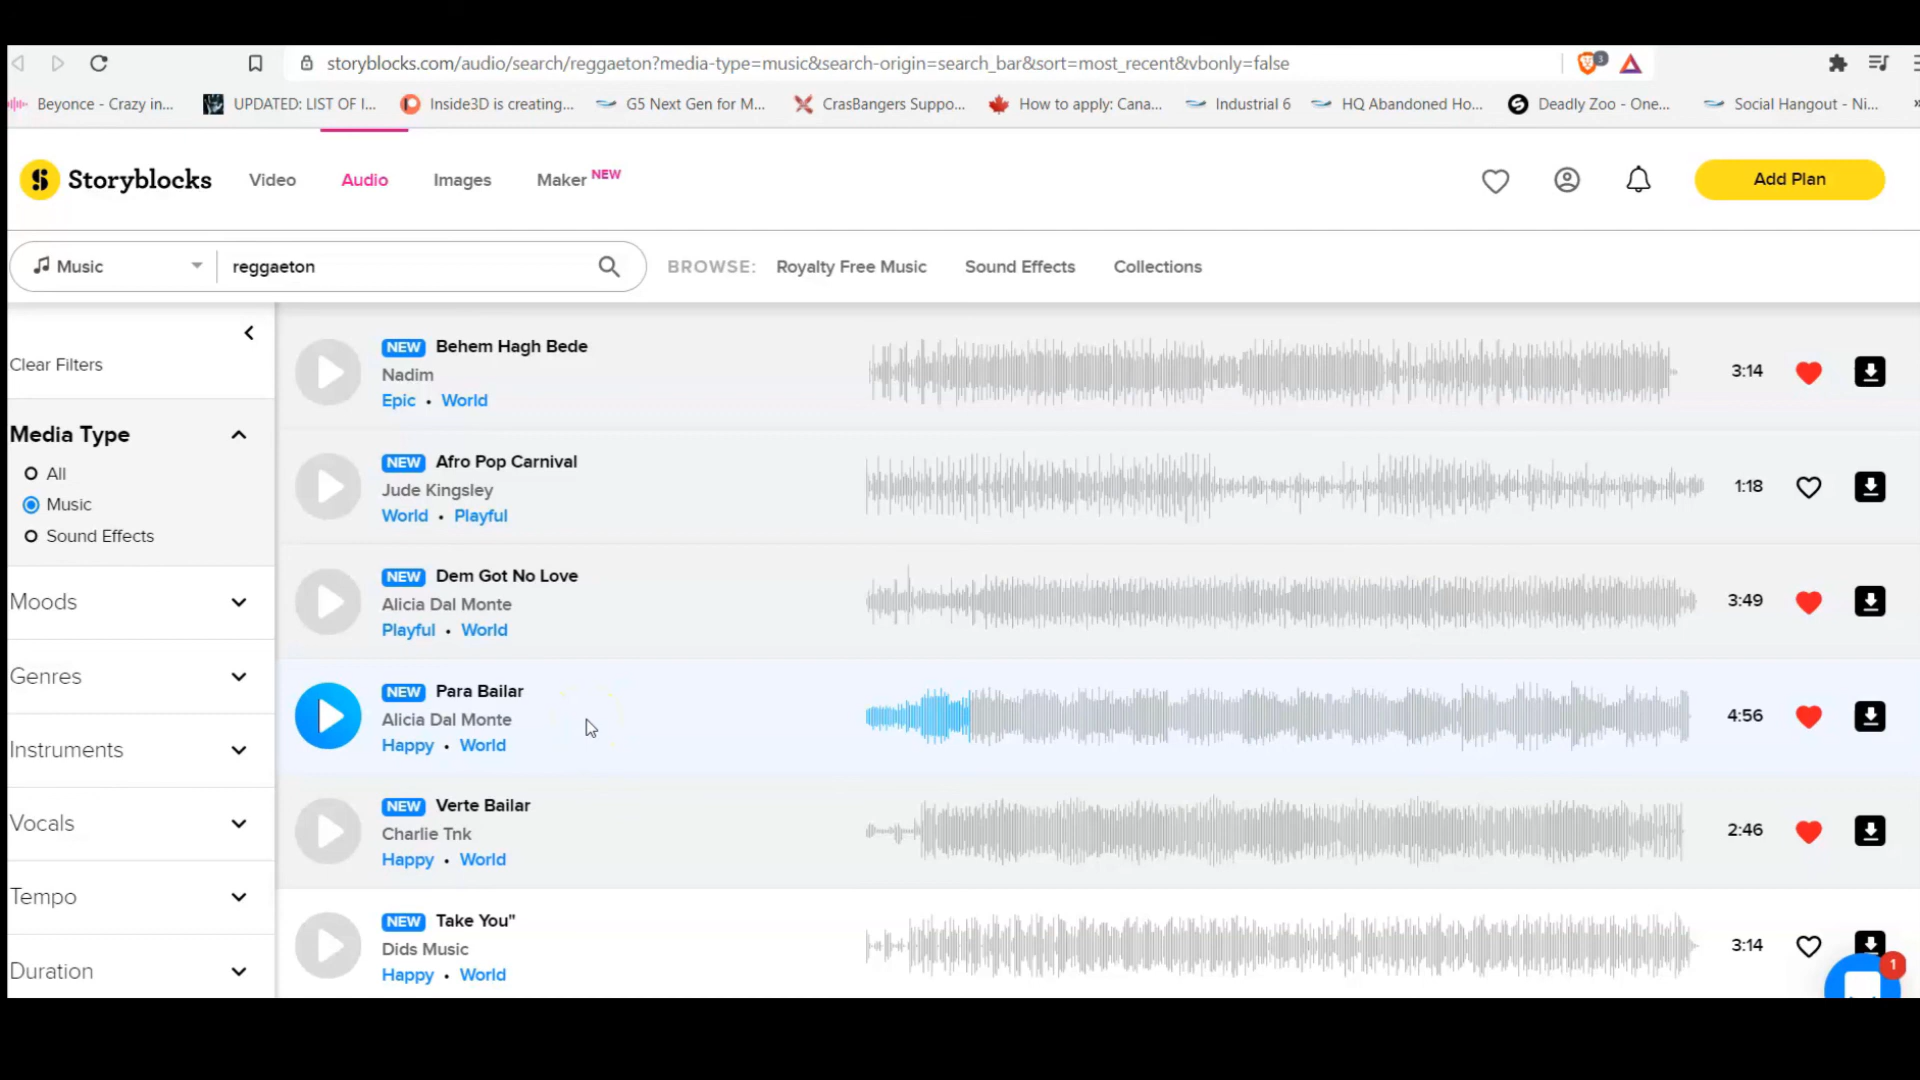 storyblocks.com/audio/search/reggaeton?media-type=music&search-origin=search_bar&sort=most_recent&vbonly=false
3
Beyonce - Crazy in... UPDATED: LIST OF I... Inside3D is creating... G5 Next Gen for M... CrasBangers Suppo... How to apply: Cana... Industrial 6 HQ Abandoned Ho... Deadly Zoo - One... Social Hangout - Ni... »
Storyblocks Video Audio Images Maker NEW Add Plan
Music reggaeton BROWSE: Royalty Free Music Sound Effects Collections
Clear Filters
Media Type
All
Music
Sound Effects
Moods
Genres
Instruments
Vocals
Tempo
Duration
NEW Behem Hagh Bede
Nadim
Epic • World
3:14
NEW Afro Pop Carnival
Jude Kingsley
World • Playful
1:18
NEW Dem Got No Love
Alicia Dal Monte
Playful • World
3:49
NEW Para Bailar
Alicia Dal Monte
Happy • World
4:56
NEW Verte Bailar
Charlie Tnk
Happy • World
2:46
NEW Take You"
Dids Music
Happy • World
3:14
1